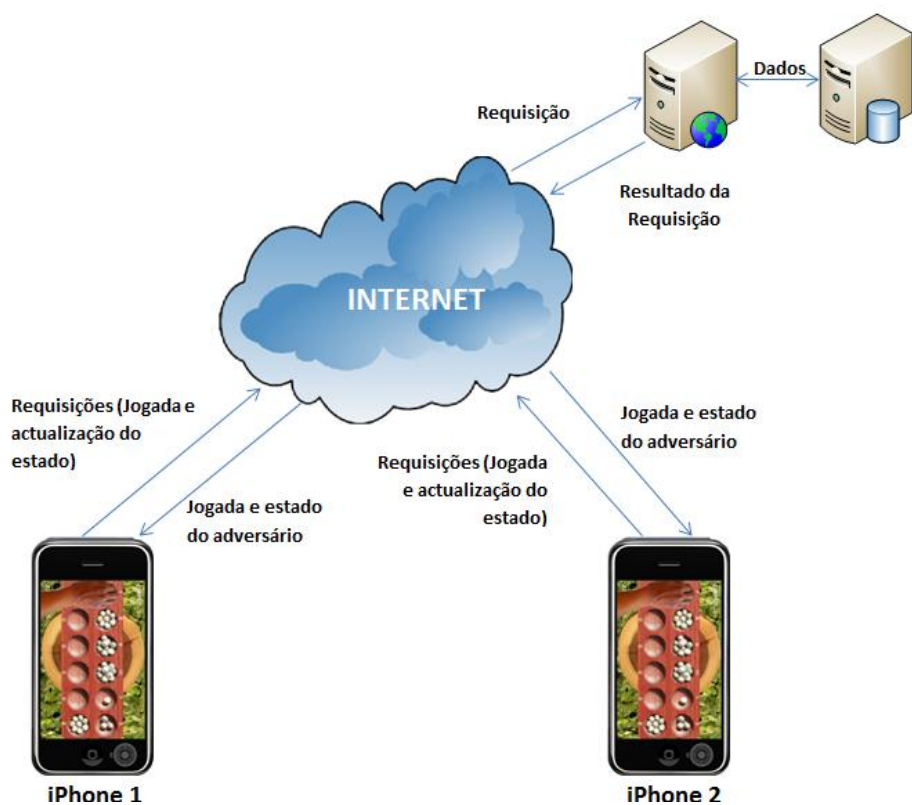 Dados
Requisição
Resultado da
Requisição
INTERNET
Requisições (Jogada e
actualização do
estado)
Jogada e estado
do adversário
Requisições (Jogada
e actualização do
estado)
Jogada e estado
do adversário
iPhone 1
iPhone 2